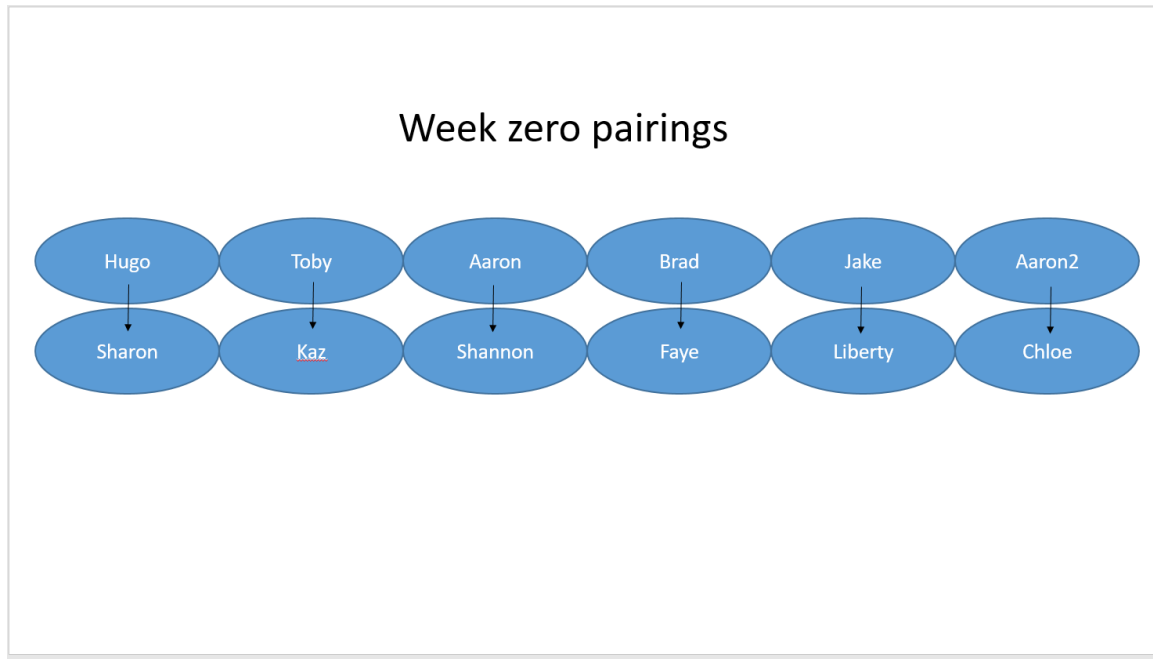 Week zero pairings
Hugo Toby Aaron Brad Jake Aaron2
Sharon Kaz Shannon Faye Liberty Chloe